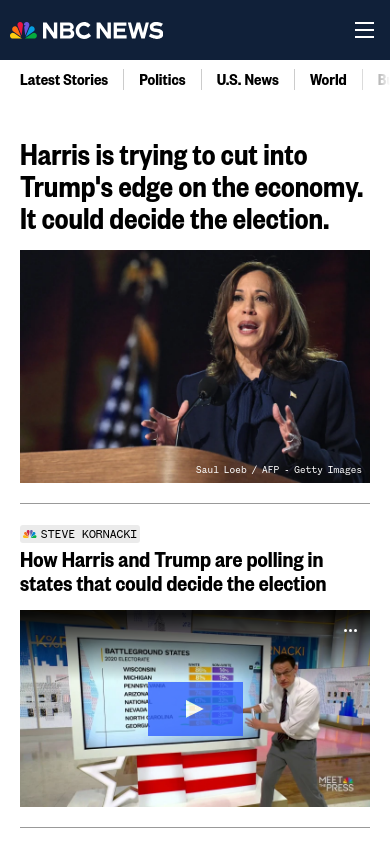 NBC NEWS
Latest Stories
Politics
U.S. News
World
Harris is trying to cut into
Trump's edge on the economy.
It could decide the election.
Saul Loeb / AFP - Getty Images
STEVE KORNACKI
How Harris and Trump are polling in
states that could decide the election
BATTLEGROUND STATES
2020 ELECTORATE
WISCONSIN
MICHIGAN
PENNSYLVANIA
ARIZONA
NATIONAL
NEVADA
NORTH CAROLINA
GEORGIA
MEET THE PRESS